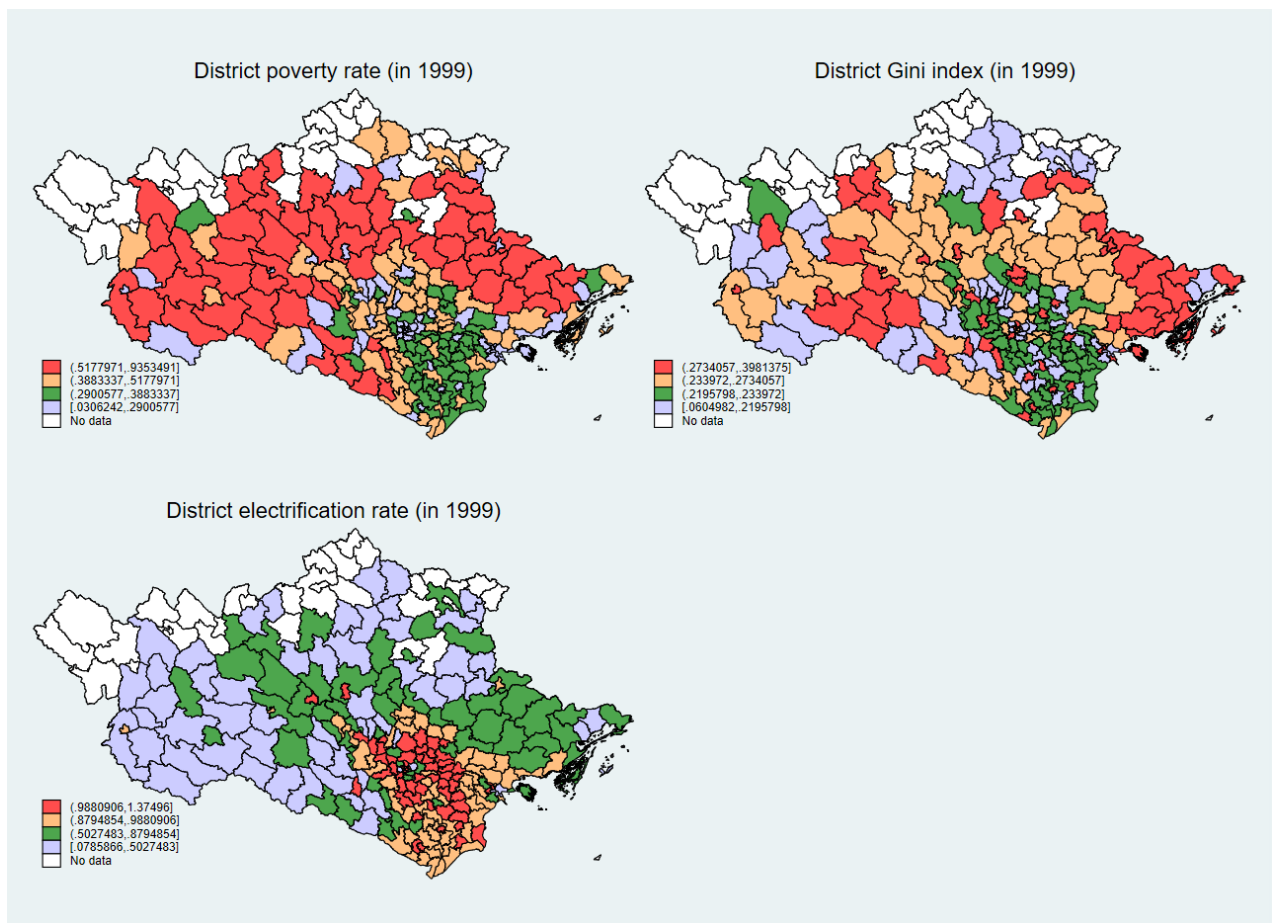 District poverty rate (in 1999)
(.5177971,.9353491]
(.3883337,.5177971]
(.2900577,.3883337]
[.0306242,.2900577]
No data
District Gini index (in 1999)
(.2734057,.3981375]
(.233972,.2734057]
(.2195798,.233972]
[.0604982,.2195798]
No data
District electrification rate (in 1999)
(.9880906,1.37496]
(.8794854,.9880906]
(.5027483,.8794854]
[.0785866,.5027483]
No data